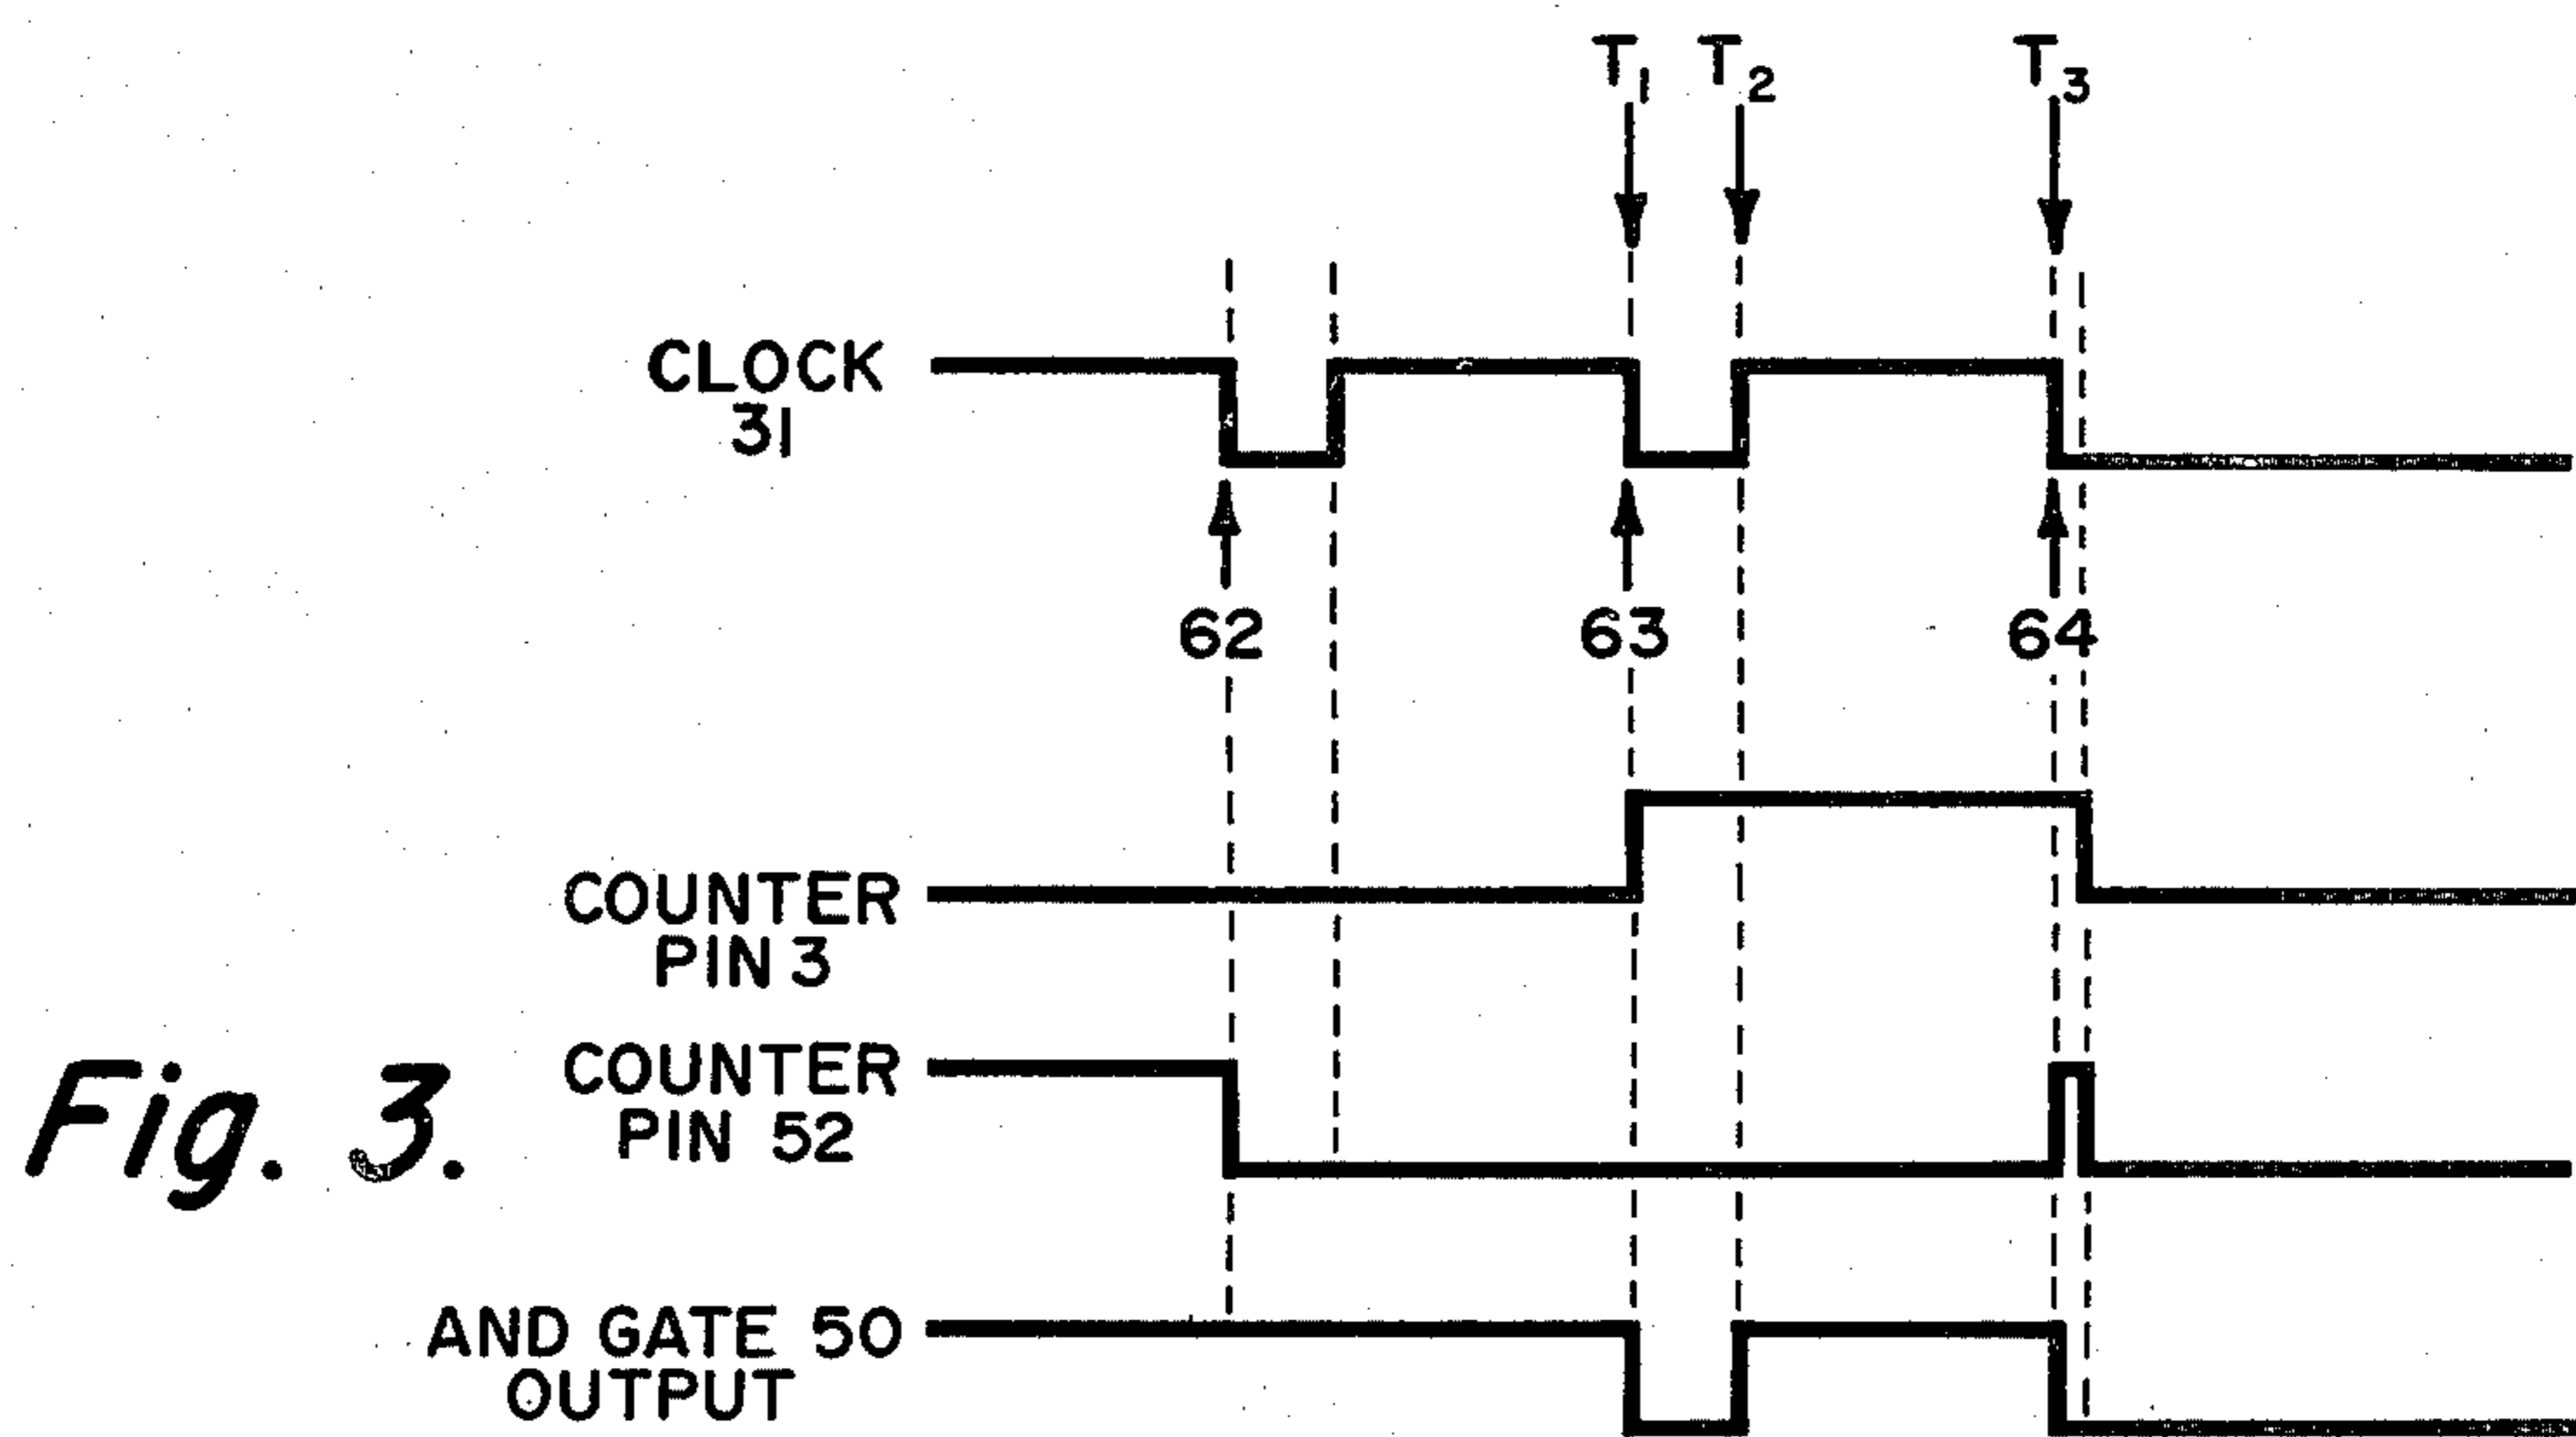 T1 T2 T3
CLOCK
31
62 63 64
COUNTER
PIN 3
COUNTER
PIN 52
Fig. 3.
AND GATE 50
OUTPUT